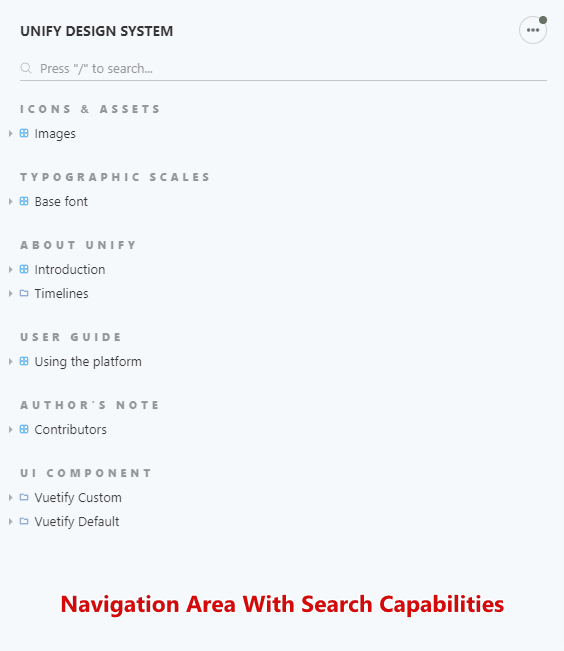 UNIFY DESIGN SYSTEM
Press "/" to search...
ICONS & ASSETS
Images
TYPOGRAPHIC SCALES
Base font
ABOUT UNIFY
Introduction
Timelines
USER GUIDE
Using the platform
AUTHOR'S NOTE
Contributors
UI COMPONENT
Vuetify Custom
Vuetify Default
Navigation Area With Search Capabilities